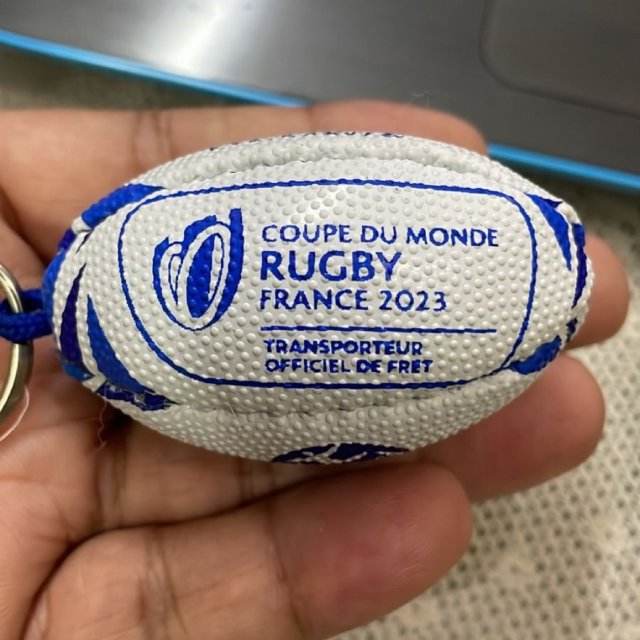 COUPE DU MONDE
RUGBY
FRANCE 2023
TRANSPORTEUR
OFFICIEL DE FRET